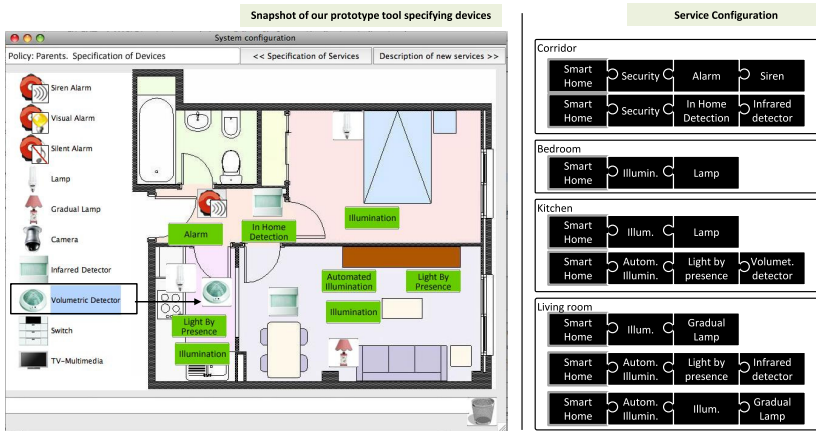 Snapshot of our prototype tool specifying devices
System configuration
Policy: Parents. Specification of Devices
<< Specification of Services
Description of new services >>
Siren Alarm
Visual Alarm
Silent Alarm
Lamp
Gradual Lamp
Camera
Infarred Detector
Volumetric Detector
Switch
TV-Multimedia
Alarm
In Home
Detection
Illumination
Automated
Illumination
Light By
Presence
Illumination
Light By
Presence
Illumination
Service Configuration
Corridor
Smart
Home
Security
Alarm
Siren
Smart
Home
Security
In Home
Detection
Infrared
detector
Bedroom
Smart
Home
Illumin.
Lamp
Kitchen
Smart
Home
Illum.
Lamp
Smart
Home
Autom.
Illumin.
Light by
presence
Volumet.
detector
Living room
Smart
Home
Illum.
Gradual
Lamp
Smart
Home
Autom.
Illumin.
Light by
presence
Infrared
detector
Smart
Home
Autom.
Illumin.
Illum.
Gradual
Lamp